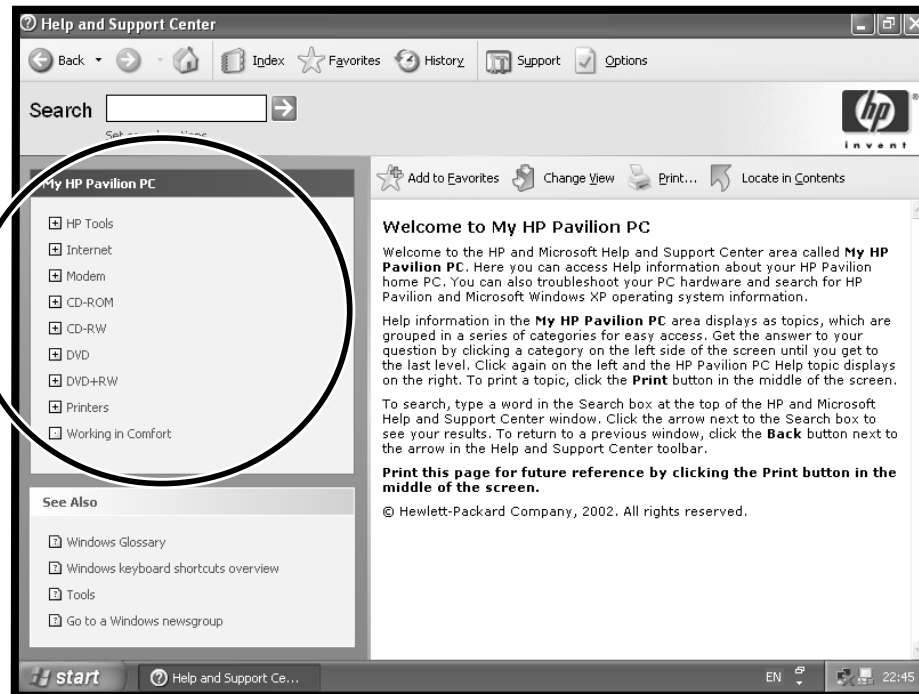 Help and Support Center
Back Index Favorites History Support Options
Search
hp
invent
My HP Pavilion PC
HP Tools
Internet
Modem
CD-ROM
CD-RW
DVD
DVD+RW
Printers
Working in Comfort
See Also
Windows Glossary
Windows keyboard shortcuts overview
Tools
Go to a Windows newsgroup
Add to Favorites Change View Print... Locate in Contents
Welcome to My HP Pavilion PC
Welcome to the HP and Microsoft Help and Support Center area called My HP
Pavilion PC. Here you can access Help information about your HP Pavilion
home PC. You can also troubleshoot your PC hardware and search for HP
Pavilion and Microsoft Windows XP operating system information.
Help information in the My HP Pavilion PC area displays as topics, which are
grouped in a series of categories for easy access. Get the answer to your
question by clicking a category on the left side of the screen until you get to
the last level. Click again on the left and the HP Pavilion PC Help topic displays
on the right. To print a topic, click the Print button in the middle of the screen.
To search, type a word in the Search box at the top of the HP and Microsoft
Help and Support Center window. Click the arrow next to the Search box to
see your results. To return to a previous window, click the Back button next to
the arrow in the Help and Support Center toolbar.
Print this page for future reference by clicking the Print button in the
middle of the screen.
© Hewlett-Packard Company, 2002. All rights reserved.
start Help and Support Ce... EN 22:45